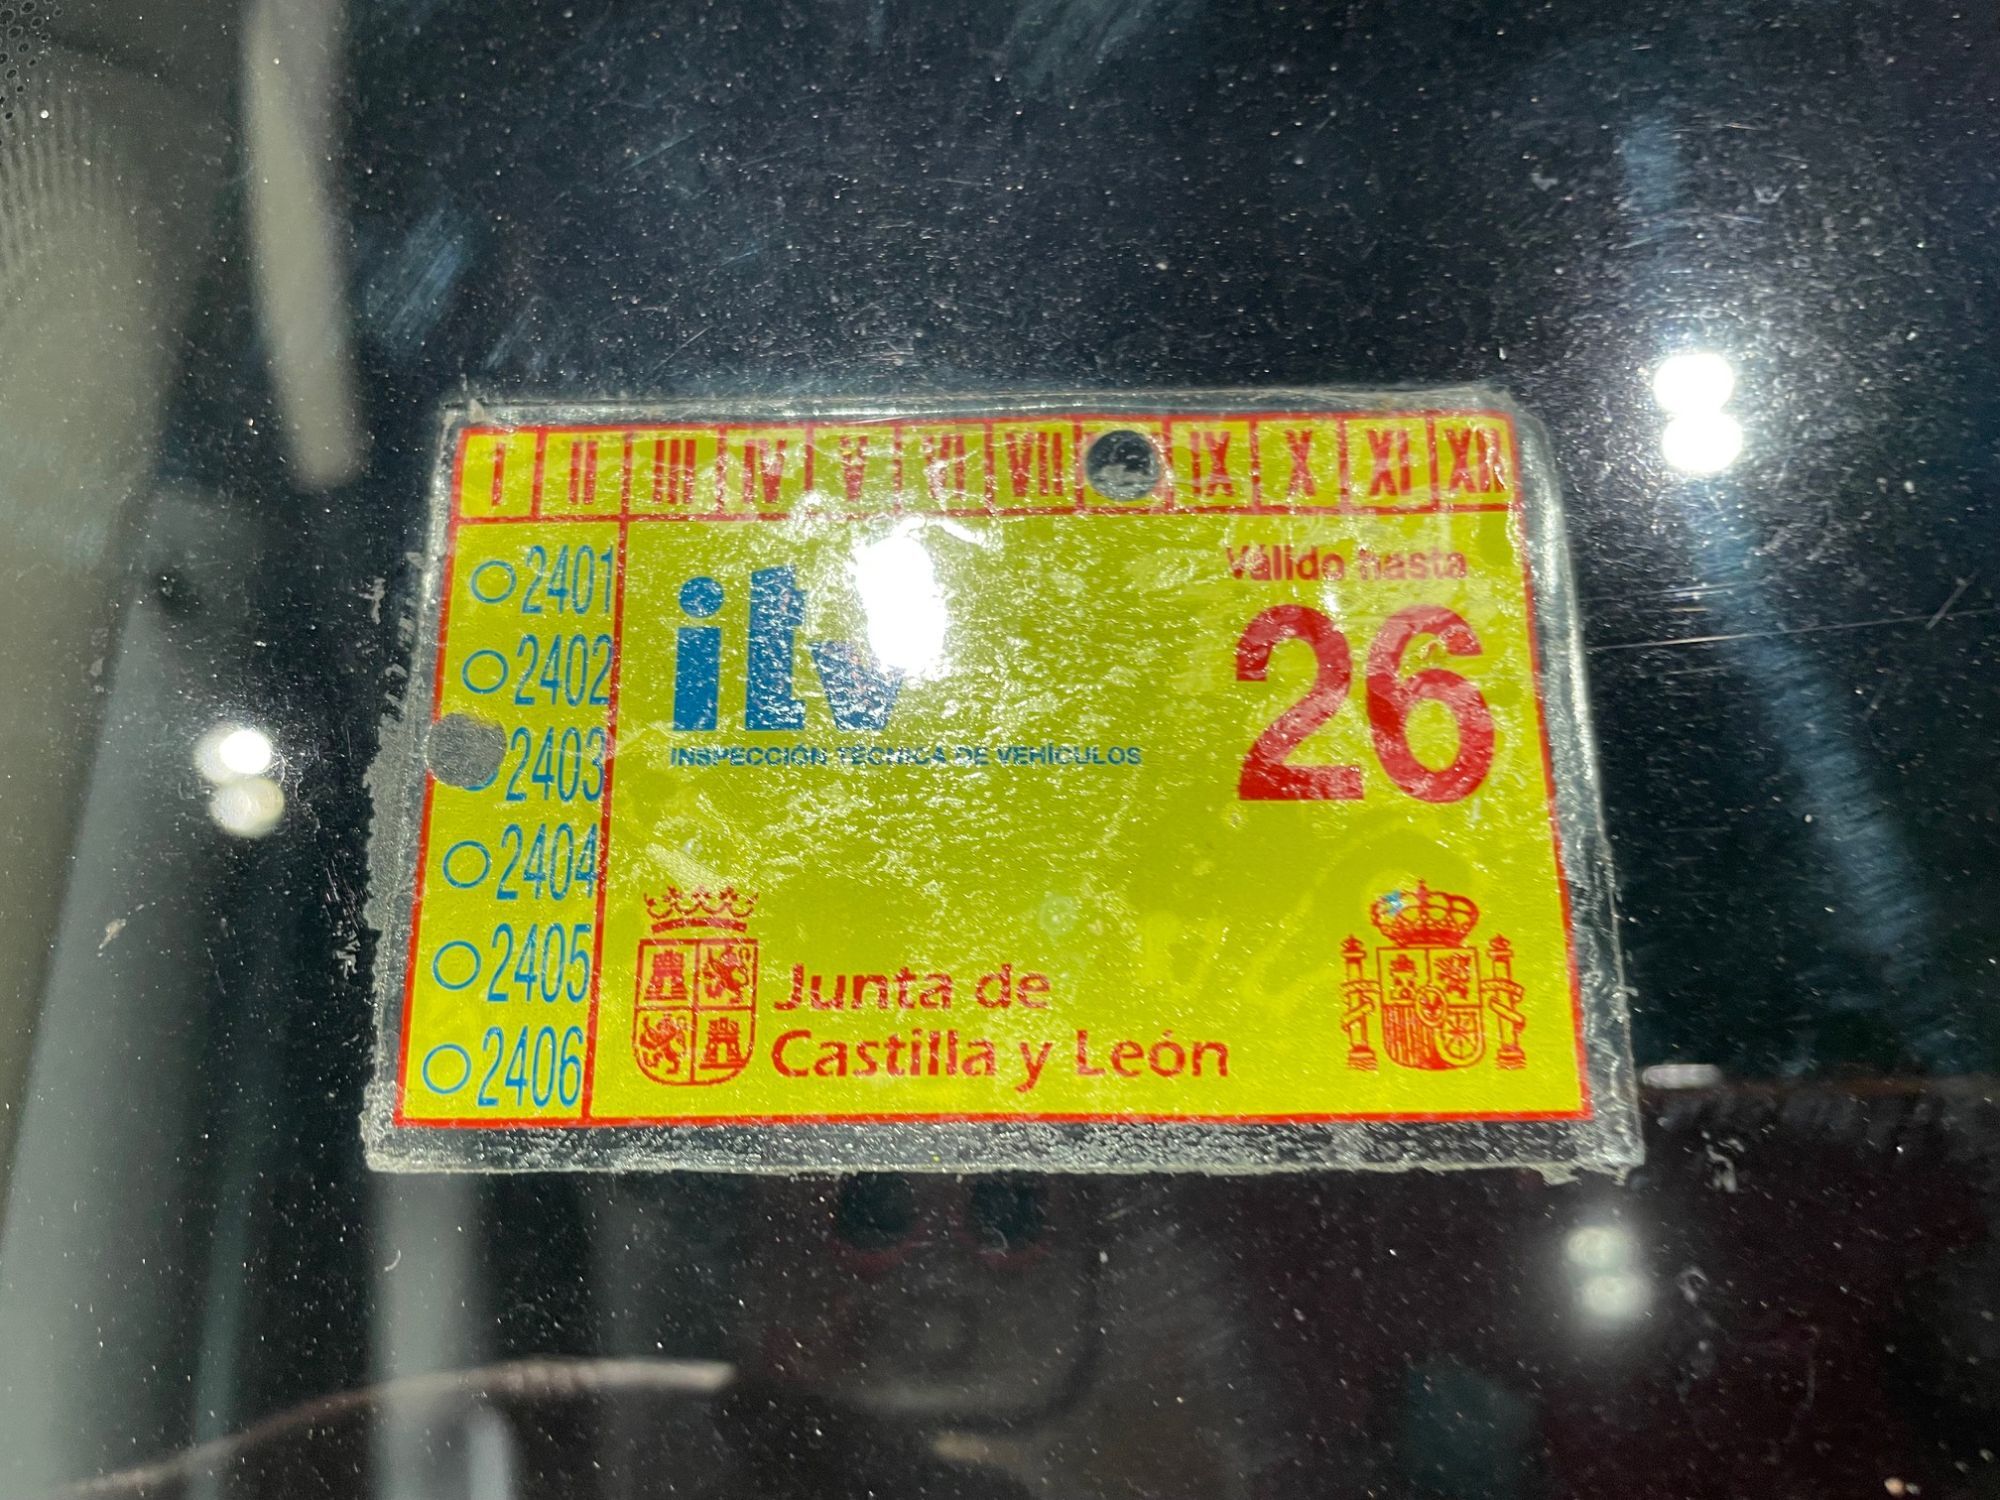 I II III IV V VI VII IX X XI XII
2401
2402
2403
2404
2405
2406
itv
INSPECCIÓN TÉCNICA DE VEHÍCULOS
Válido hasta
26
Junta de
Castilla y León